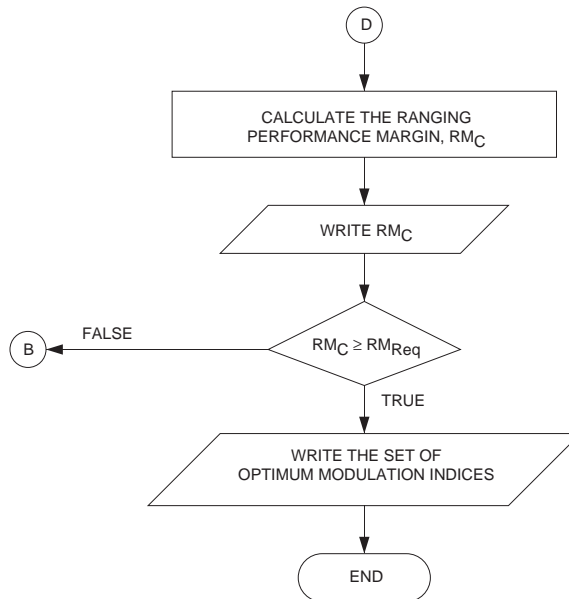 D
CALCULATE THE RANGING
PERFORMANCE MARGIN, RMC
WRITE RMC
FALSE
B
RMC ≥ RMReq
TRUE
WRITE THE SET OF
OPTIMUM MODULATION INDICES
END